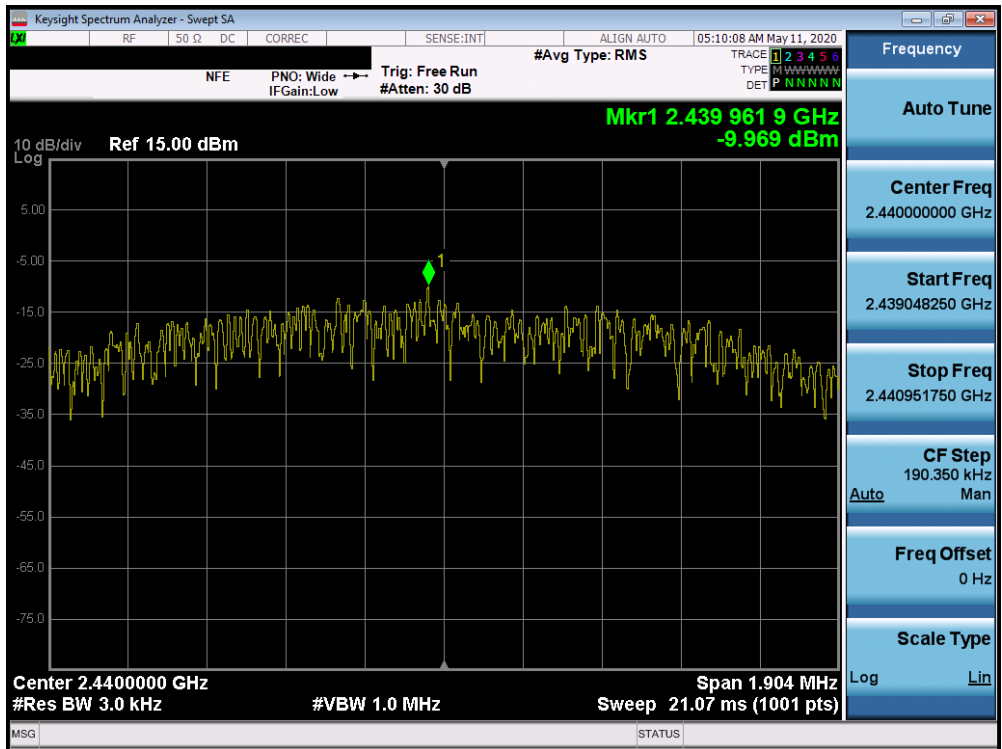 Keysight Spectrum Analyzer - Swept SA
LXI RF 50 Ω DC CORREC SENSE:INT ALIGN AUTO 05:10:08 AM May 11, 2020
NFE PNO: Wide Trig: Free Run #Avg Type: RMS TRACE 1 2 3 4 5 6
IFGain:Low #Atten: 30 dB TYPE M WWWWW
DET P N N N N N
Mkr1 2.439 961 9 GHz
-9.969 dBm
10 dB/div Ref 15.00 dBm
Log
1
5.00
-5.00
-15.0
-25.0
-35.0
-45.0
-55.0
-65.0
-75.0
Center 2.4400000 GHz Span 1.904 MHz
#Res BW 3.0 kHz #VBW 1.0 MHz Sweep 21.07 ms (1001 pts)
MSG STATUS
Frequency
Auto Tune
Center Freq
2.440000000 GHz
Start Freq
2.439048250 GHz
Stop Freq
2.440951750 GHz
CF Step
190.350 kHz
Auto Man
Freq Offset
0 Hz
Scale Type
Log Lin